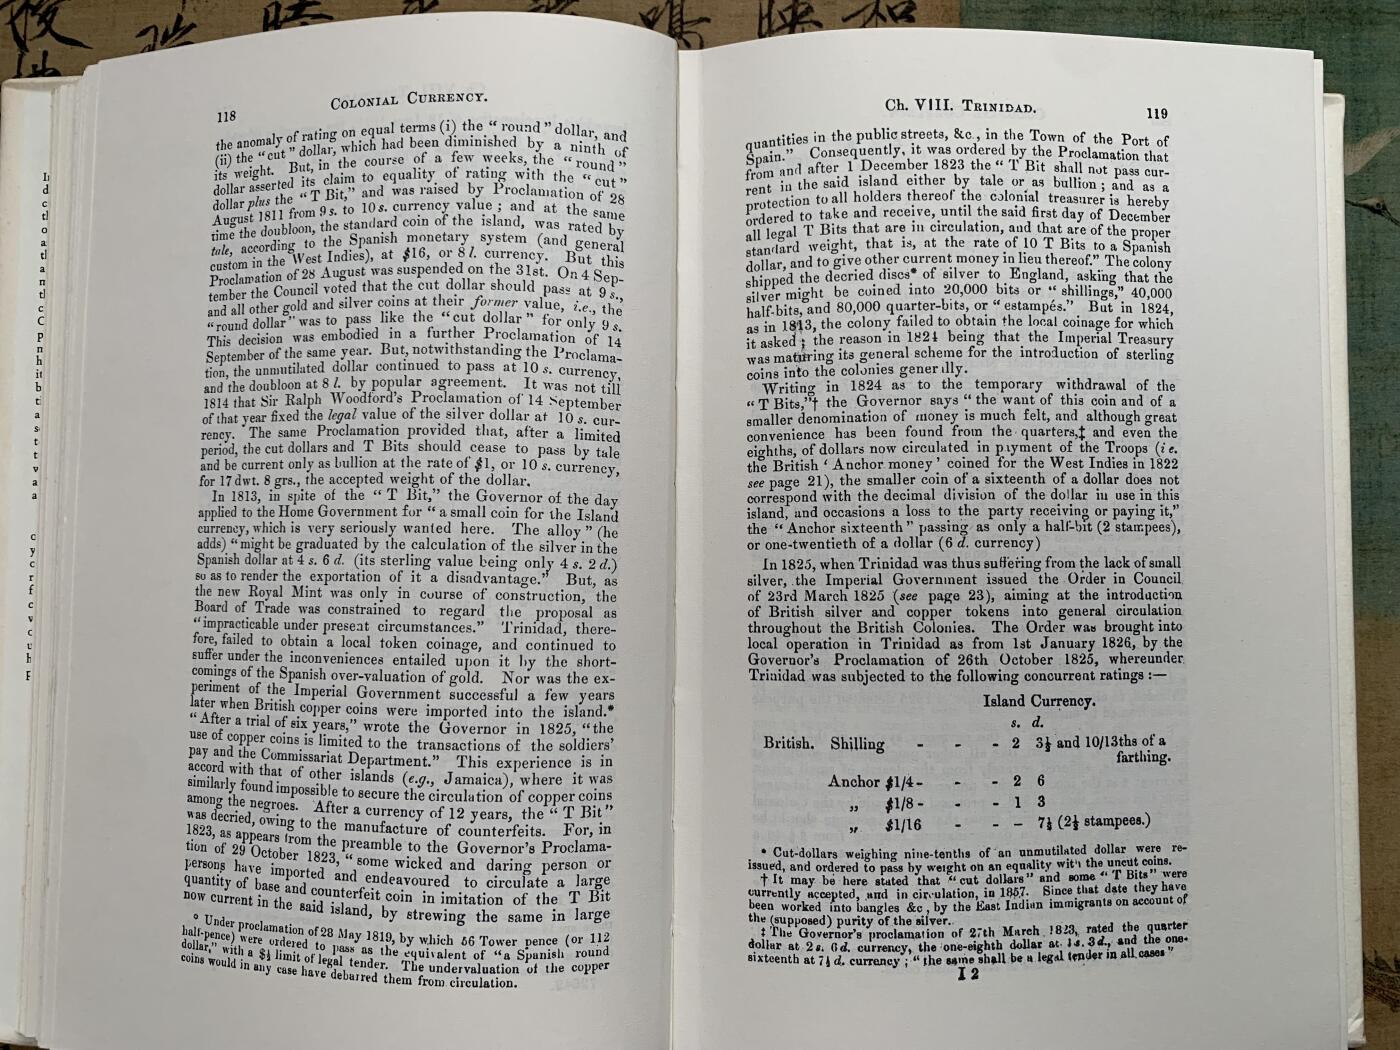 118
COLONIAL CURRENCY.
the anomaly of rating on equal terms (i) the “ round ” dollar, and
(ii) the “cut” dollar, which had been diminished by a ninth of
its weight. But, in the course of a few weeks, the “round”
dollar asserted its claim to equality of rating with the “cut”
dollar plus the “T Bit,” and was raised by Proclamation of 28
August 1811 from 9 s. to 10 s. currency value ; and at the same
time the doubloon, the standard coin of the island, was rated by
tale, according to the Spanish monetary system (and general
custom in the West Indies), at $16, or 8 l. currency. But this
Proclamation of 28 August was suspended on the 31st. On 4 Sep-
tember the Council voted that the cut dollar should pass at 9 s.,
and all other gold and silver coins at their former value, i.e., the
“round dollar” was to pass like the “cut dollar” for only 9 s.
This decision was embodied in a further Proclamation of 14
September of the same year. But, notwithstanding the Proclama-
tion, the unmutilated dollar continued to pass at 10 s. currency,
and the doubloon at 8 l. by popular agreement. It was not till
1814 that Sir Ralph Woodford's Proclamation of 14 September
of that year fixed the legal value of the silver dollar at 10 s. cur-
rency. The same Proclamation provided that, after a limited
period, the cut dollars and T Bits should cease to pass by tale
and be current only as bullion at the rate of $1, or 10 s. currency,
for 17 dwt. 8 grs., the accepted weight of the dollar.
In 1813, in spite of the “T Bit,” the Governor of the day
applied to the Home Government for “a small coin for the Island
currency, which is very seriously wanted here. The alloy” (he
adds) “might be graduated by the calculation of the silver in the
Spanish dollar at 4 s. 6 d. (its sterling value being only 4 s. 2 d.)
so as to render the exportation of it a disadvantage.” But, as
the new Royal Mint was only in course of construction, the
Board of Trade was constrained to regard the proposal as
“impracticable under present circumstances.” Trinidad, there-
fore, failed to obtain a local token coinage, and continued to
suffer under the inconveniences entailed upon it by the short-
comings of the Spanish over-valuation of gold. Nor was the ex-
periment of the Imperial Government successful a few years
later when British copper coins were imported into the island.*
“After a trial of six years,” wrote the Governor in 1825, “the
use of copper coins is limited to the transactions of the soldiers'
pay and the Commissariat Department.” This experience is in
accord with that of other islands (e.g., Jamaica), where it was
similarly found impossible to secure the circulation of copper coins
among the negroes. After a currency of 12 years, the “T Bit”
was decried, owing to the manufacture of counterfeits. For, in
1823, as appears from the preamble to the Governor's Proclama-
tion of 29 October 1823, “some wicked and daring person or
persons have imported and endeavoured to circulate a large
quantity of base and counterfeit coin in imitation of the T Bit
now current in the said island, by strewing the same in large
* Under proclamation of 28 May 1819, by which 56 Tower pence (or 112
half-pence) were ordered to pass as the equivalent of “a Spanish round
dollar,” with a $¼ limit of legal tender. The undervaluation of the copper
coins would in any case have debarred them from circulation.
Ch. VIII. TRINIDAD.
119
quantities in the public streets, &c., in the Town of the Port of
Spain.” Consequently, it was ordered by the Proclamation that
from and after 1 December 1823 the “T Bit shall not pass cur-
rent in the said island either by tale or as bullion ; and as a
protection to all holders thereof the colonial treasurer is hereby
ordered to take and receive, until the said first day of December
all legal T Bits that are in circulation, and that are of the proper
standard weight, that is, at the rate of 10 T Bits to a Spanish
dollar, and to give other current money in lieu thereof.” The colony
shipped the decried discs* of silver to England, asking that the
silver might be coined into 20,000 bits or “shillings,” 40,000
half-bits, and 80,000 quarter-bits, or “estampés.” But in 1824,
as in 1813, the colony failed to obtain the local coinage for which
it asked ; the reason in 1824 being that the Imperial Treasury
was maturing its general scheme for the introduction of sterling
coins into the colonies generally.
Writing in 1824 as to the temporary withdrawal of the
“T Bits,”† the Governor says “the want of this coin and of a
smaller denomination of money is much felt, and although great
convenience has been found from the quarters,‡ and even the
eighths, of dollars now circulated in payment of the Troops (i e.
the British ‘Anchor money’ coined for the West Indies in 1822
see page 21), the smaller coin of a sixteenth of a dollar does not
correspond with the decimal division of the dollar in use in this
island, and occasions a loss to the party receiving or paying it,”
the “Anchor sixteenth” passing as only a half-bit (2 stampees),
or one-twentieth of a dollar (6 d. currency)
In 1825, when Trinidad was thus suffering from the lack of small
silver, the Imperial Government issued the Order in Council
of 23rd March 1825 (see page 23), aiming at the introduction
of British silver and copper tokens into general circulation
throughout the British Colonies. The Order was brought into
local operation in Trinidad as from 1st January 1826, by the
Governor's Proclamation of 26th October 1825, whereunder
Trinidad was subjected to the following concurrent ratings :—
Island Currency.
s. d.
British. Shilling - - - 2 3½ and 10/13ths of a
farthing.
Anchor $1/4 - - - 2 6
„ $1/8 - - - 1 3
„ $1/16 - - - 7½ (2½ stampees.)
* Cut-dollars weighing nine-tenths of an unmutilated dollar were re-
issued, and ordered to pass by weight on an equality with the uncut coins.
† It may be here stated that “cut dollars” and some “T Bits” were
currently accepted, and in circulation, in 1857. Since that date they have
been worked into bangles &c , by the East Indian immigrants on account of
the (supposed) purity of the silver.
‡ The Governor's proclamation of 27th March 1823, rated the quarter
dollar at 2 s. 6 d. currency, the one-eighth dollar at 1 s. 3 d., and the one-
sixteenth at 7½ d. currency ; “the same shall be a legal tender in all cases”
I 2